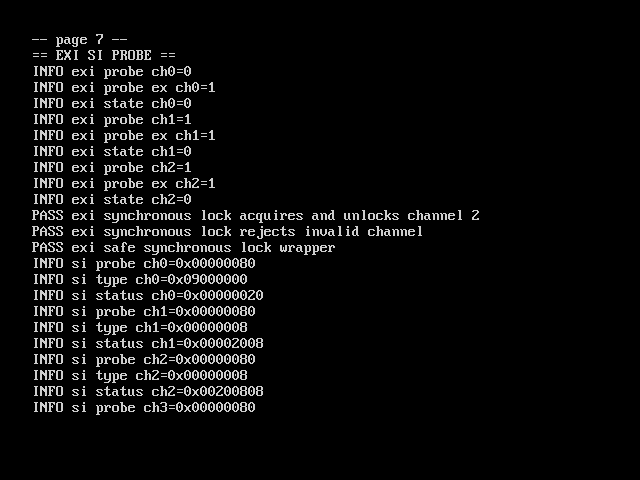 -- page 7 --
== EXI SI PROBE ==
INFO exi probe ch0=0
INFO exi probe ex ch0=1
INFO exi state ch0=0
INFO exi probe ch1=1
INFO exi probe ex ch1=1
INFO exi state ch1=0
INFO exi probe ch2=1
INFO exi probe ex ch2=1
INFO exi state ch2=0
PASS exi synchronous lock acquires and unlocks channel 2
PASS exi synchronous lock rejects invalid channel
PASS exi safe synchronous lock wrapper
INFO si probe ch0=0x00000080
INFO si type ch0=0x09000000
INFO si status ch0=0x00000020
INFO si probe ch1=0x00000080
INFO si type ch1=0x00000008
INFO si status ch1=0x00002008
INFO si probe ch2=0x00000080
INFO si type ch2=0x00000008
INFO si status ch2=0x00200808
INFO si probe ch3=0x00000080